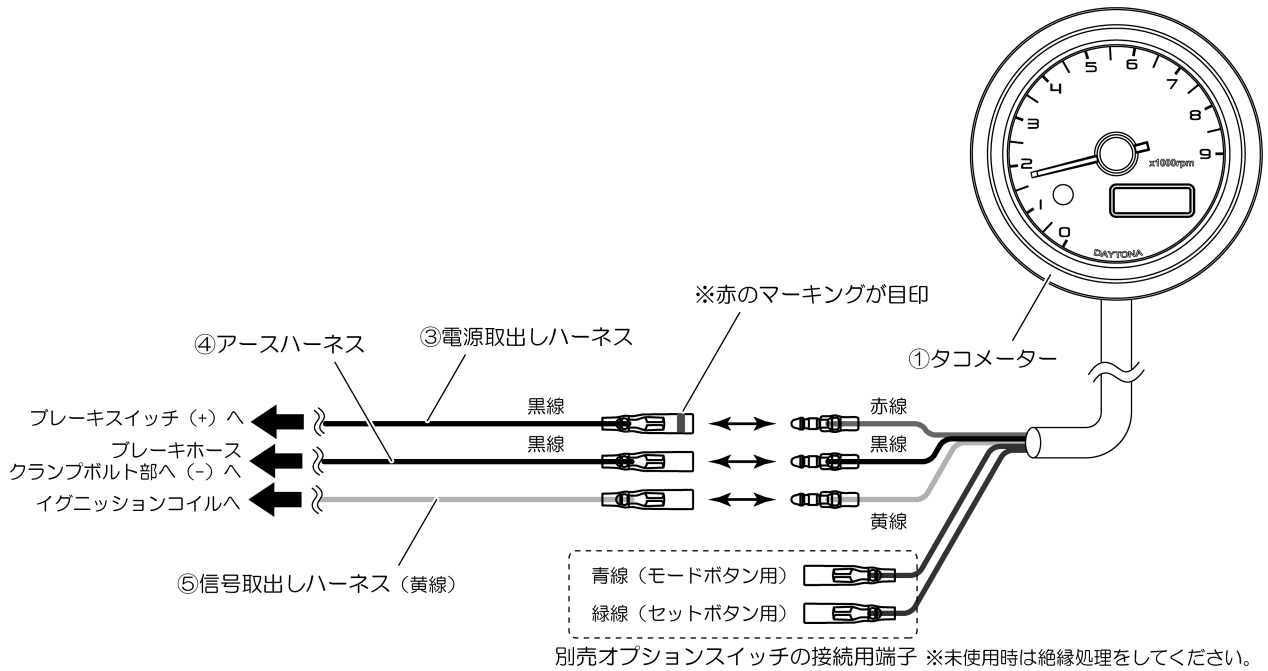 0
1
2
3
4
5
6
7
8
9
x1000rpm
DAYTONA
※赤のマーキングが目印
④アースハーネス
③電源取出しハーネス
①タコメーター
ブレーキスイッチ（+）へ
黒線
赤線
ブレーキホース
クランプボルト部へ（-）へ
黒線
黒線
イグニッションコイルへ
黄線
⑤信号取出しハーネス（黄線）
青線（モードボタン用）
緑線（セットボタン用）
別売オプションスイッチの接続用端子 ※未使用時は絶縁処理をしてください。